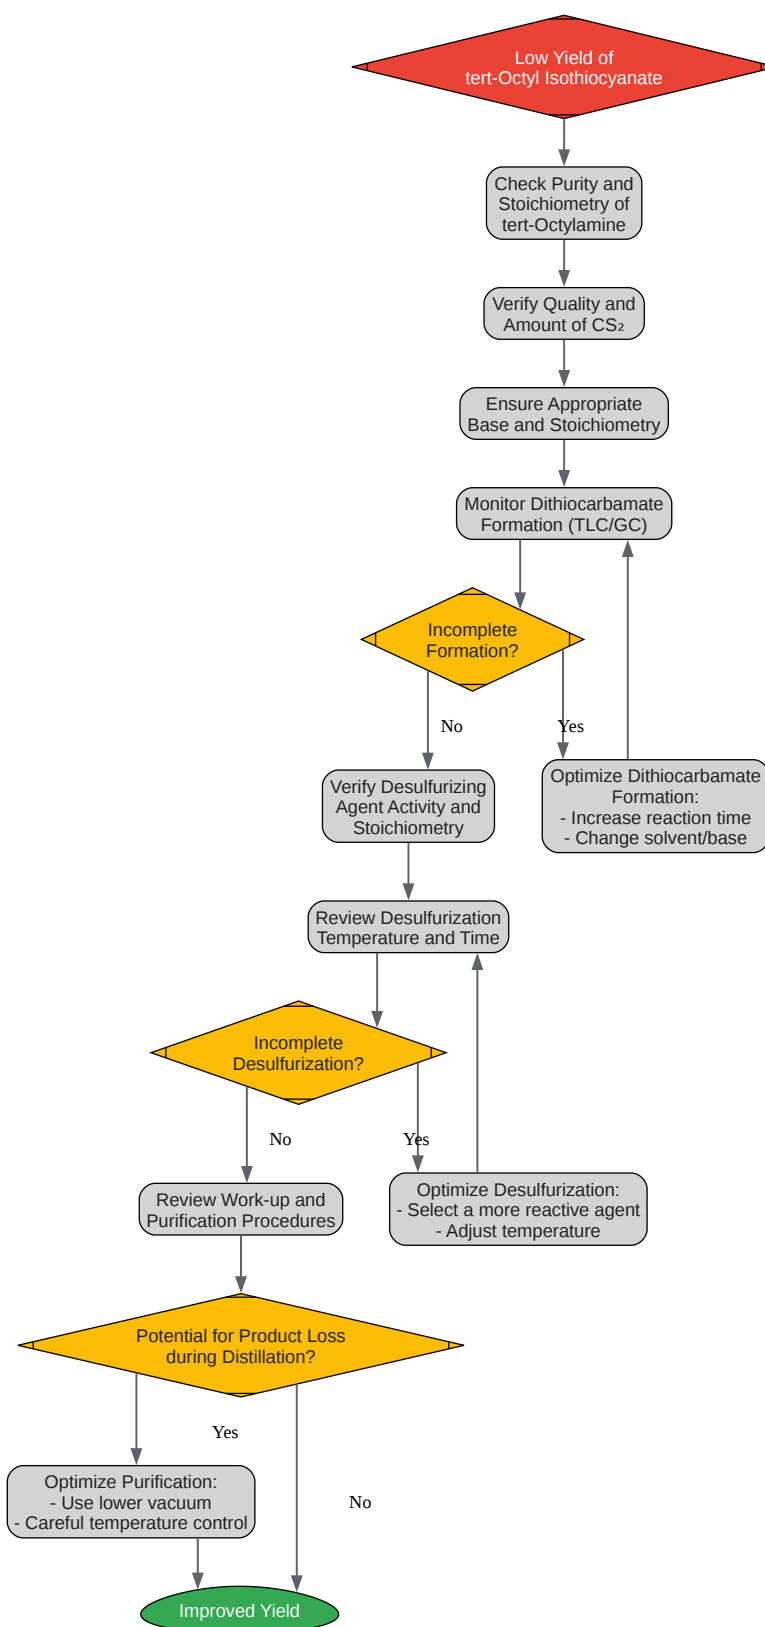 Low Yield of
tert-Octyl Isothiocyanate
Check Purity and
Stoichiometry of
tert-Octylamine
Verify Quality and
Amount of CS₂
Ensure Appropriate
Base and Stoichiometry
Monitor Dithiocarbamate
Formation (TLC/GC)
Incomplete
Formation?
No
Yes
Verify Desulfurizing
Agent Activity and
Stoichiometry
Optimize Dithiocarbamate
Formation:
- Increase reaction time
- Change solvent/base
Review Desulfurization
Temperature and Time
Incomplete
Desulfurization?
No
Yes
Review Work-up and
Purification Procedures
Optimize Desulfurization:
- Select a more reactive agent
- Adjust temperature
Potential for Product Loss
during Distillation?
Yes
No
Optimize Purification:
- Use lower vacuum
- Careful temperature control
Improved Yield